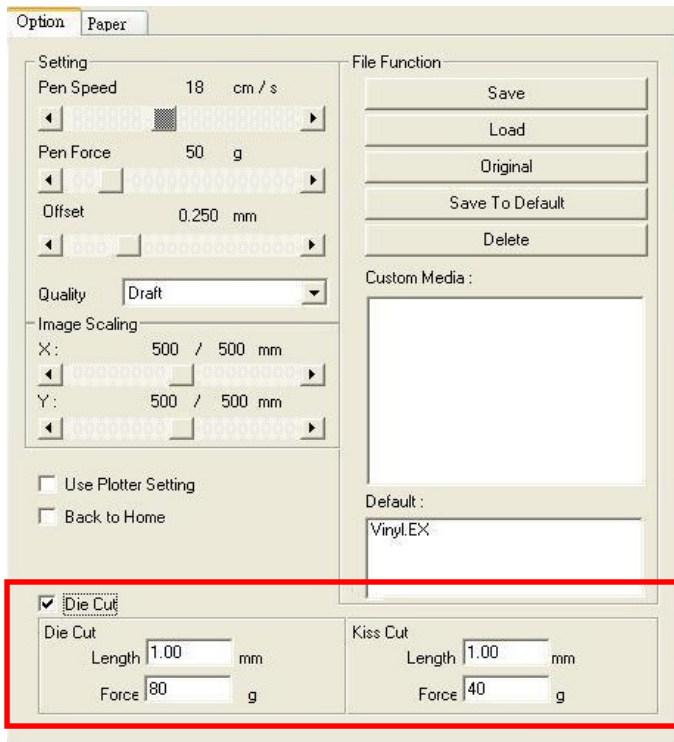 Option Paper
Setting
Pen Speed 18 cm / s
Pen Force 50 g
Offset 0.250 mm
Quality Draft
Image Scaling
X : 500 / 500 mm
Y : 500 / 500 mm
Use Plotter Setting
Back to Home
File Function
Save
Load
Original
Save To Default
Delete
Custom Media :
Default :
Vinyl.EX
Die Cut
Die Cut
Length 1.00 mm
Force 80 g
Kiss Cut
Length 1.00 mm
Force 40 g